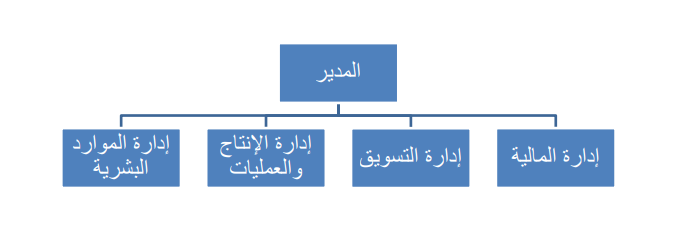 المدير
إدارة المالية
إدارة التسويق
إدارة الإنتاج
والعمليات
إدارة الموارد
البشرية